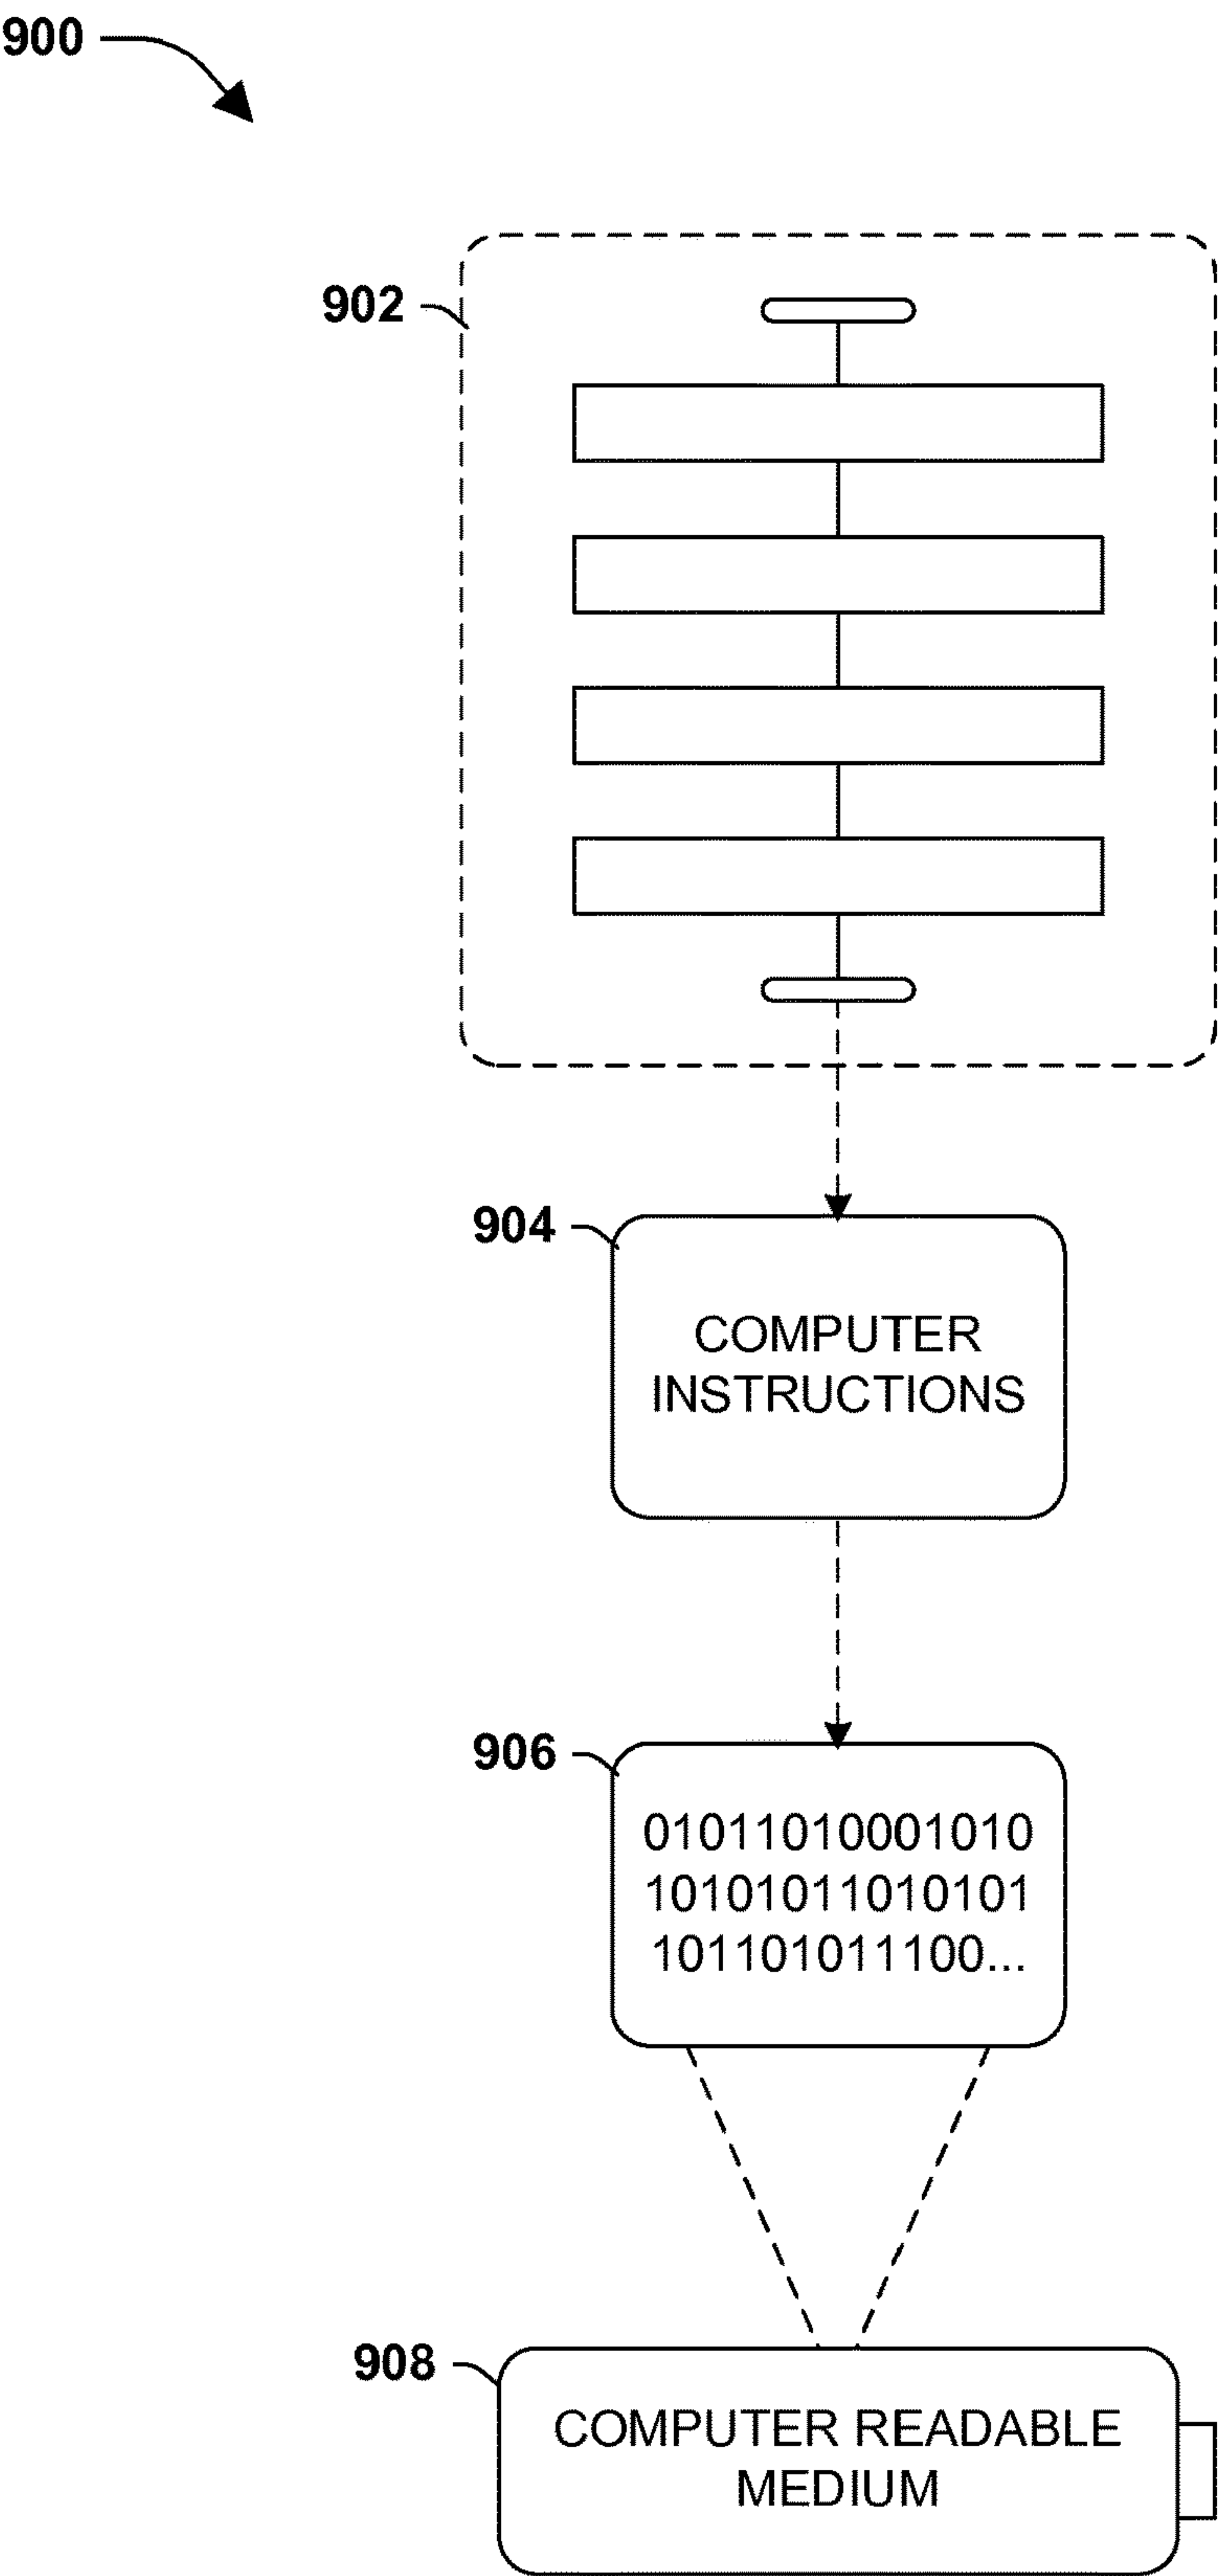 900
902
904
COMPUTER
INSTRUCTIONS
906
01011010001010
10101011010101
101101011100...
908
COMPUTER READABLE
MEDIUM